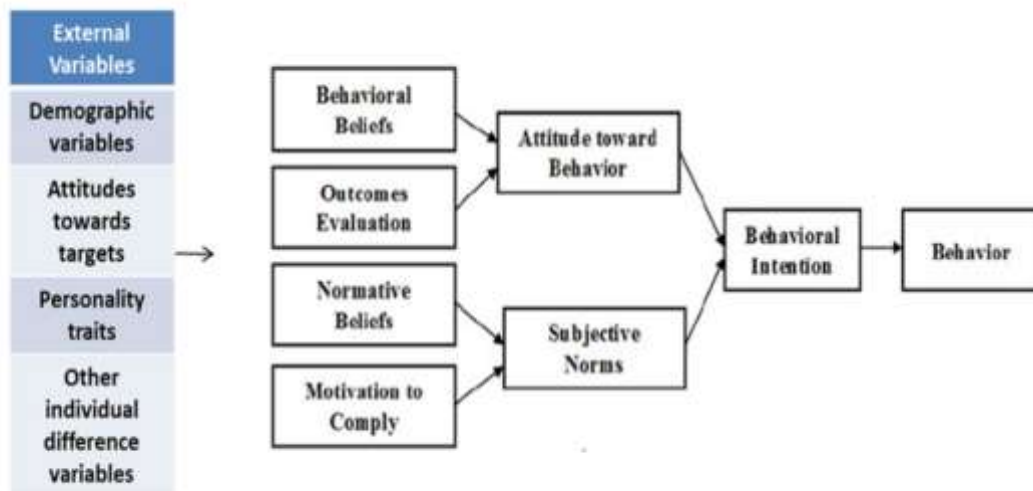 External
Variables
Demographic
variables
Attitudes
towards
targets
Personality
traits
Other
individual
difference
variables
Behavioral
Beliefs
Outcomes
Evaluation
Normative
Beliefs
Motivation to
Comply
Attitude toward
Behavior
Subjective
Norms
Behavioral
Intention
Behavior